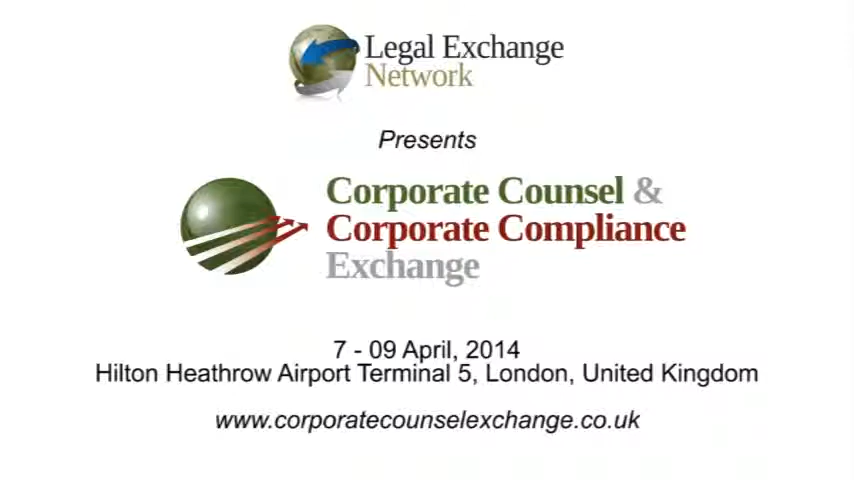 Legal Exchange
Network
Presents
Corporate Counsel &
Corporate Compliance
Exchange
7 - 09 April, 2014
Hilton Heathrow Airport Terminal 5, London, United Kingdom
www.corporatecounselexchange.co.uk